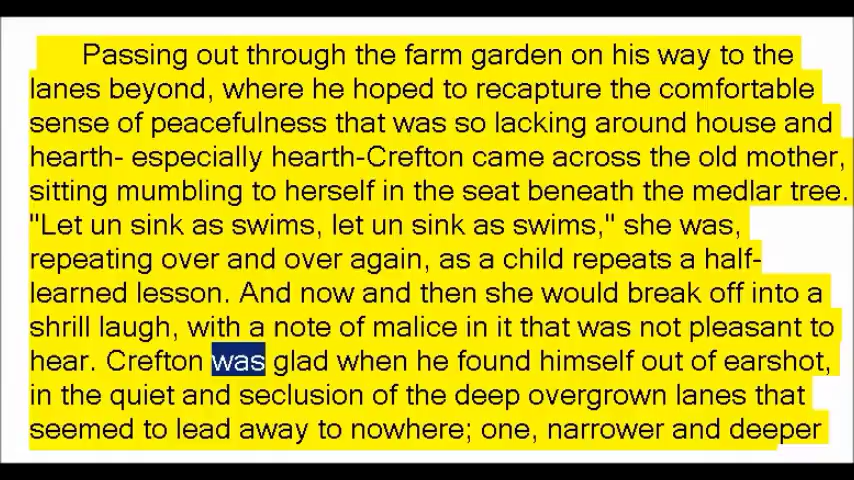 Passing out through the farm garden on his way to the
lanes beyond, where he hoped to recapture the comfortable
sense of peacefulness that was so lacking around house and
hearth- especially hearth-Crefton came across the old mother,
sitting mumbling to herself in the seat beneath the medlar tree.
"Let un sink as swims, let un sink as swims," she was,
repeating over and over again, as a child repeats a half-
learned lesson. And now and then she would break off into a
shrill laugh, with a note of malice in it that was not pleasant to
hear. Crefton was glad when he found himself out of earshot,
in the quiet and seclusion of the deep overgrown lanes that
seemed to lead away to nowhere; one, narrower and deeper